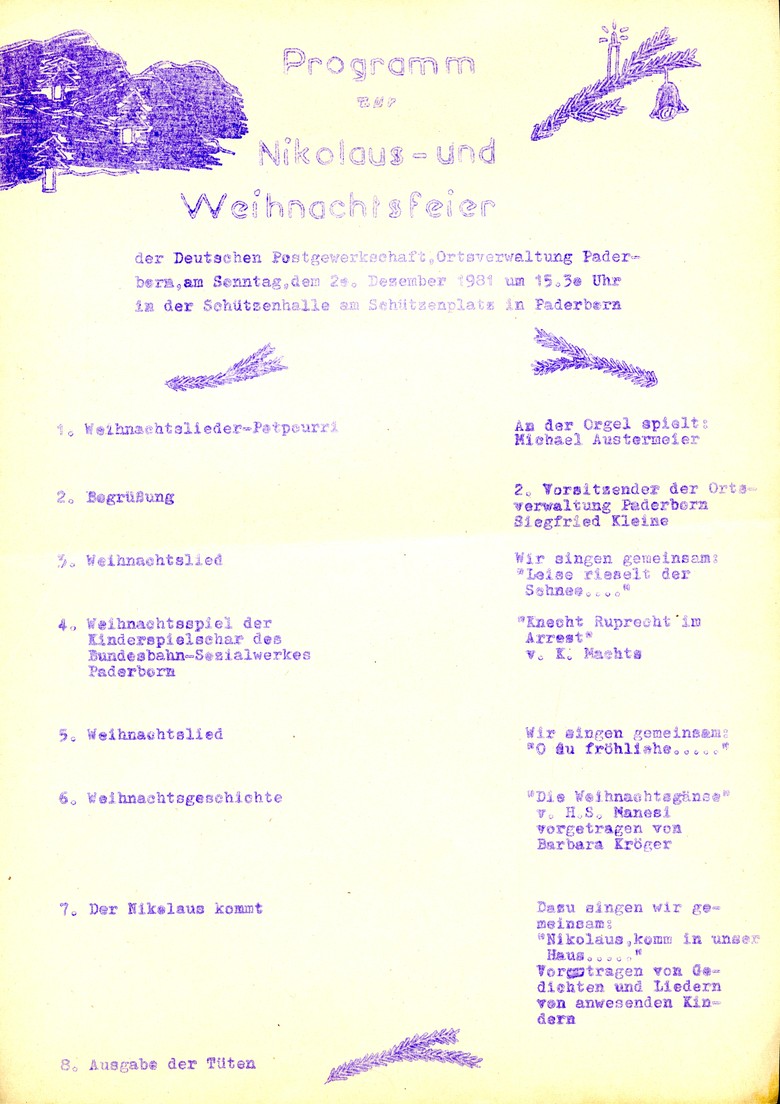 Programm
zur
Nikolaus-und
Weihnachtsfeier
der Deutschen Postgewerkschaft,Ortsverwaltung Pader-
born,am Sonntag,dem 2o. Dezember 1981 um 15.3o Uhr
in der Schützenhalle am Schützenplatz in Paderborn
1. Weihnachtslieder-Potpourri
An der Orgel spielt:
Michael Austermeier
2. Begrüßung
2. Vorsitzender der Orts-
verwaltung Paderborn
Siegfried Kleine
3. Weihnachtslied
Wir singen gemeinsam:
"Leise rieselt der
Schnee...."
4. Weihnachtsspiel der
Kinderspielschar des
Bundesbahn-Sozialwerkes
Paderborn
"Knecht Ruprecht im
Arrest"
v. K. Machts
5. Weihnachtslied
Wir singen gemeinsam:
"O du fröhliche....."
6. Weihnachtsgeschichte
"Die Weihnachtsgänse"
v. H.S. Manesi
vorgetragen von
Barbara Kröger
7. Der Nikolaus kommt
Dazu singen wir ge-
meinsam:
"Nikolaus,komm in unser
Haus....."
Vorgetragen von Ge-
dichten und Liedern
von anwesenden Kin-
dern
8. Ausgabe der Tüten